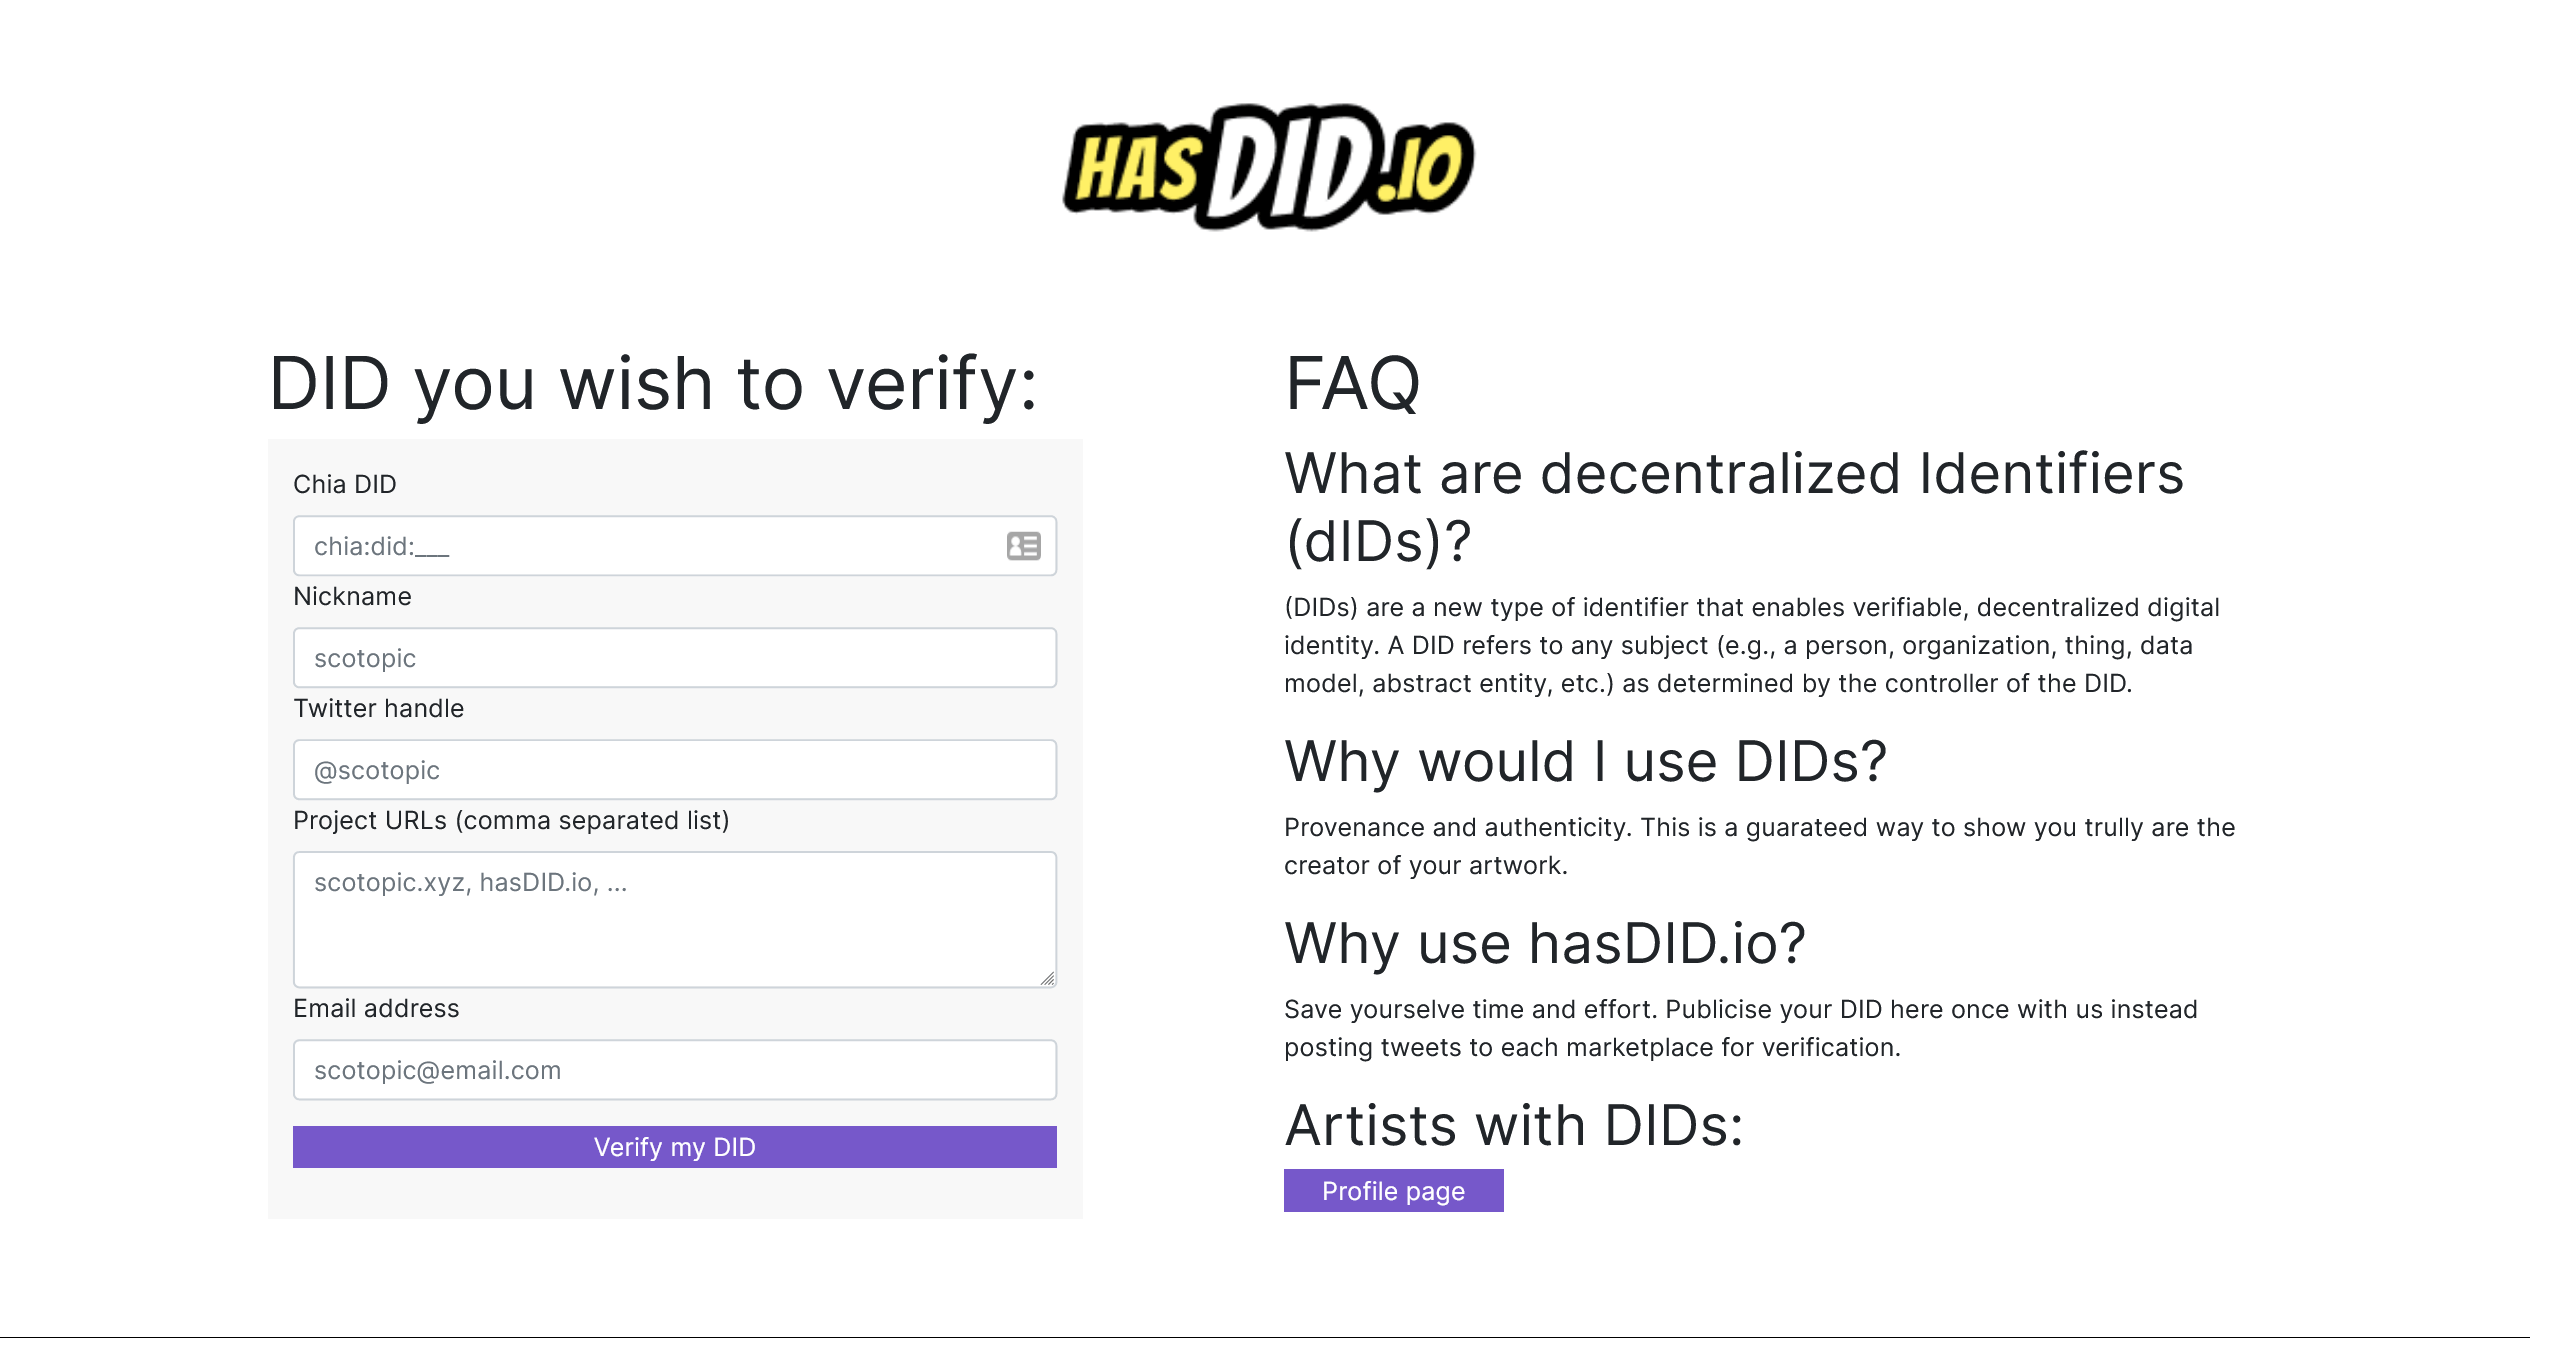 HAS DID .IO
DID you wish to verify:
Chia DID
chia:did:___
Nickname
scotopic
Twitter handle
@scotopic
Project URLs (comma separated list)
scotopic.xyz, hasDID.io, ...
Email address
scotopic@email.com
Verify my DID
FAQ
What are decentralized Identifiers
(dIDs)?
(DIDs) are a new type of identifier that enables verifiable, decentralized digital
identity. A DID refers to any subject (e.g., a person, organization, thing, data
model, abstract entity, etc.) as determined by the controller of the DID.
Why would I use DIDs?
Provenance and authenticity. This is a guarateed way to show you trully are the
creator of your artwork.
Why use hasDID.io?
Save yourselve time and effort. Publicise your DID here once with us instead
posting tweets to each marketplace for verification.
Artists with DIDs:
Profile page